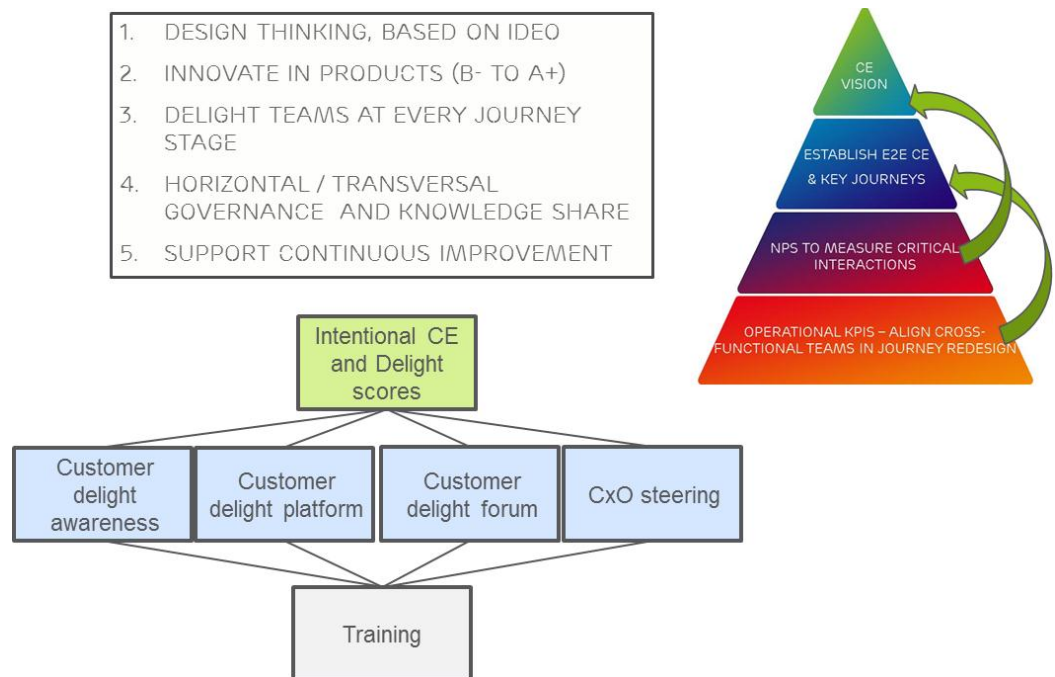 1. DESIGN THINKING, BASED ON IDEO
2. INNOVATE IN PRODUCTS (B- TO A+)
3. DELIGHT TEAMS AT EVERY JOURNEY
STAGE
4. HORIZONTAL / TRANSVERSAL
GOVERNANCE AND KNOWLEDGE SHARE
5. SUPPORT CONTINUOUS IMPROVEMENT
CE
VISION
ESTABLISH E2E CE
& KEY JOURNEYS
NPS TO MEASURE CRITICAL
INTERACTIONS
OPERATIONAL KPIS – ALIGN CROSS-
FUNCTIONAL TEAMS IN JOURNEY REDESIGN
Intentional CE
and Delight
scores
Customer
delight
awareness
Customer
delight platform
Customer
delight forum
CxO steering
Training